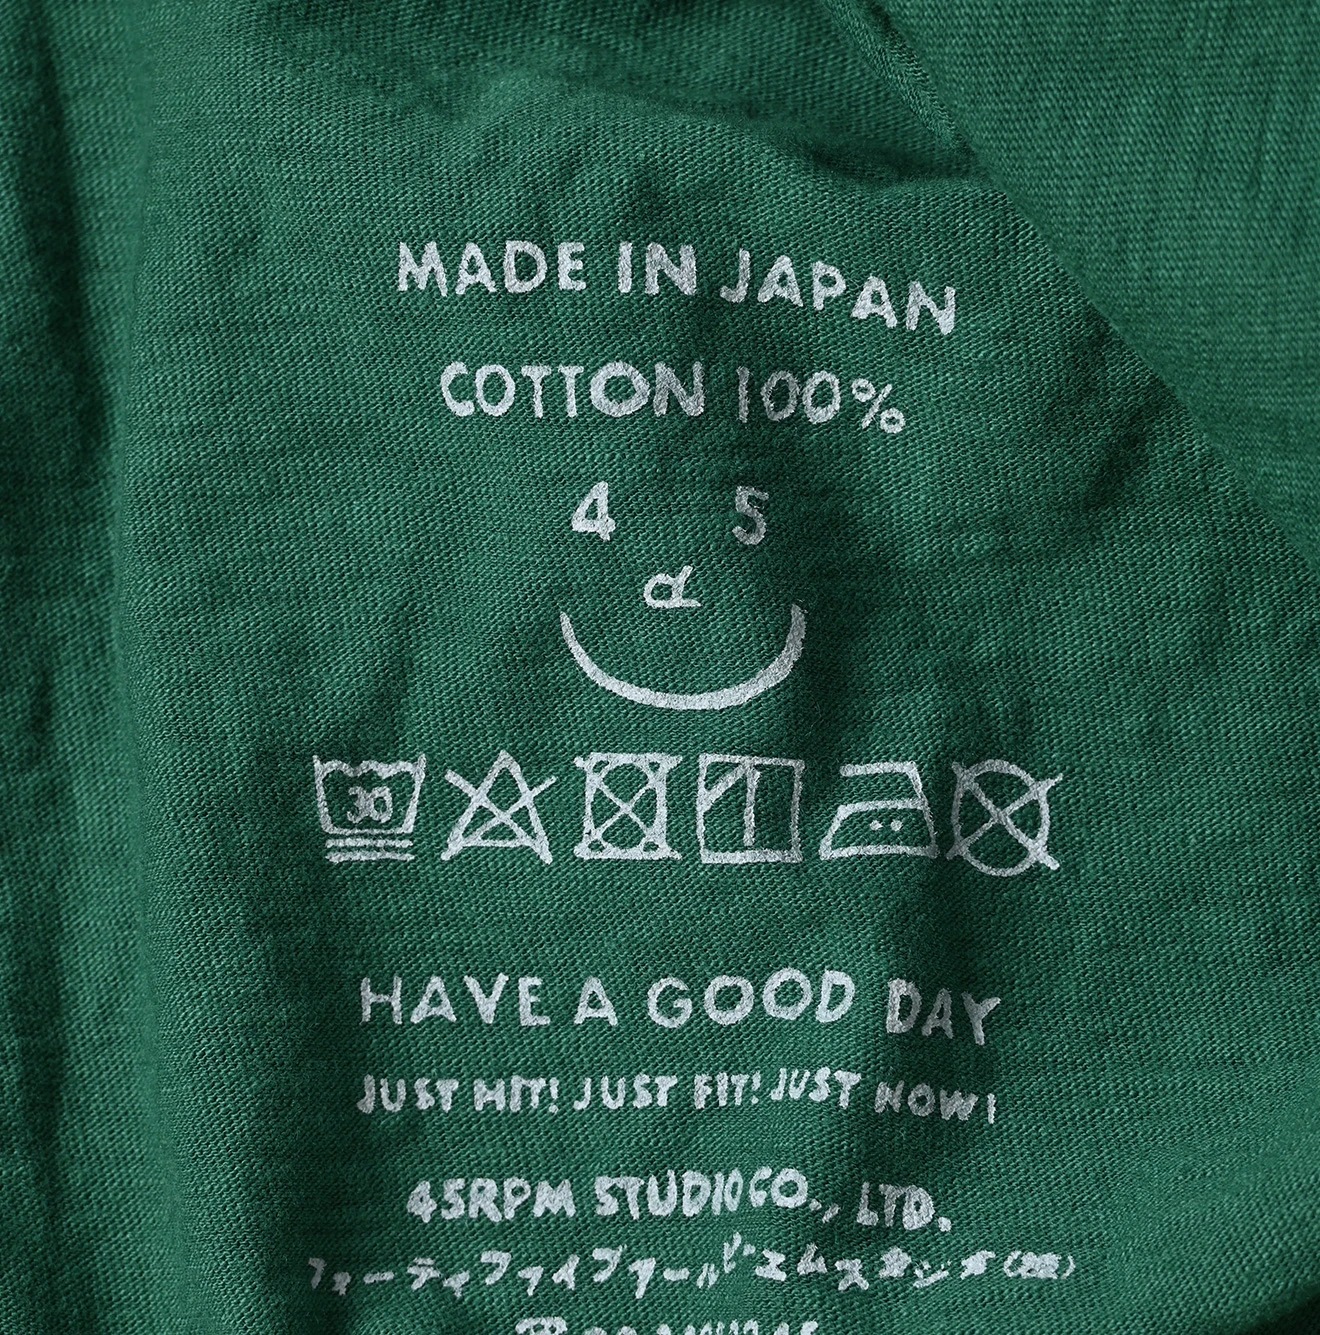 MADE IN JAPAN
COTTON 100%
4 5
R
30
HAVE A GOOD DAY
JUST HIT! JUST FIT! JUST NOW!
45RPM STUDIO CO., LTD.
フォーティファイブアールピーエムスタジオ(株)